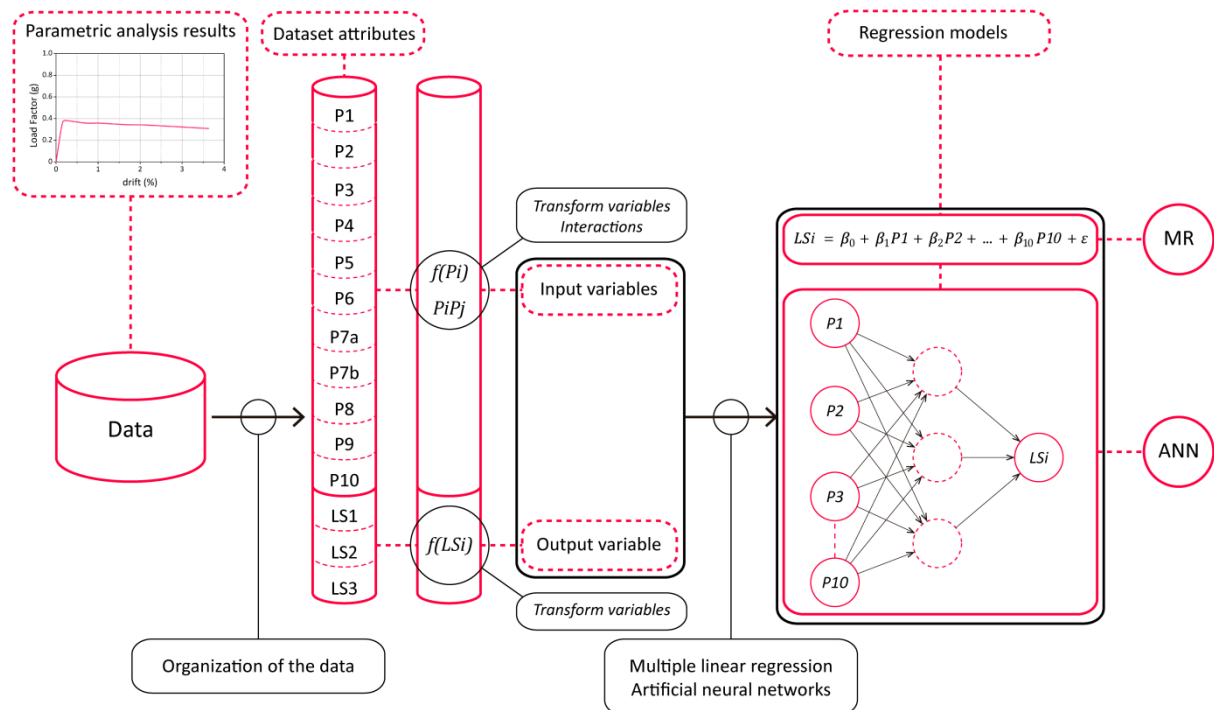 Parametric analysis results
1.0
0.8
0.6
0.4
0.2
0
Load Factor (g)
0
1
2
3
4
drift (%)
Data
Organization of the data
Dataset attributes
P1
P2
P3
P4
P5
P6
P7a
P7b
P8
P9
P10
LS1
LS2
LS3
Transform variables
Interactions
f(Pi)
PiPj
Input variables
f(LSi)
Output variable
Transform variables
Multiple linear regression
Artificial neural networks
Regression models
LSi = β₀ + β₁P1 + β₂P2 + ... + β₁₀P10 + ε
MR
P1
P2
P3
P10
LSi
ANN